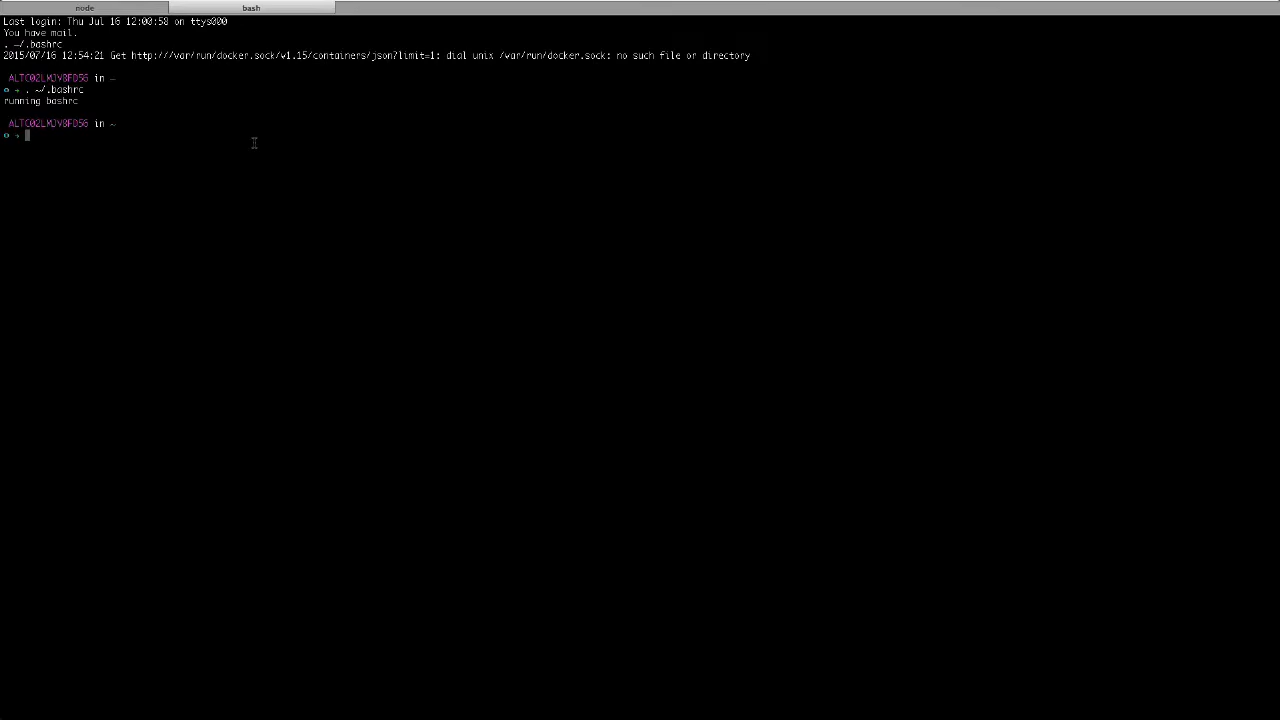 node bash
Last login: Thu Jul 16 12:00:58 on ttys000
You have mail.
. ~/.bashrc
2015/07/16 12:54:21 Get http:///var/run/docker.sock/v1.15/containers/json?limit=1: dial unix /var/run/docker.sock: no such file or directory
ALTC02LMJVBFD5G in ~
o → . ~/.bashrc
running bashrc
ALTC02LMJVBFD5G in ~
o →